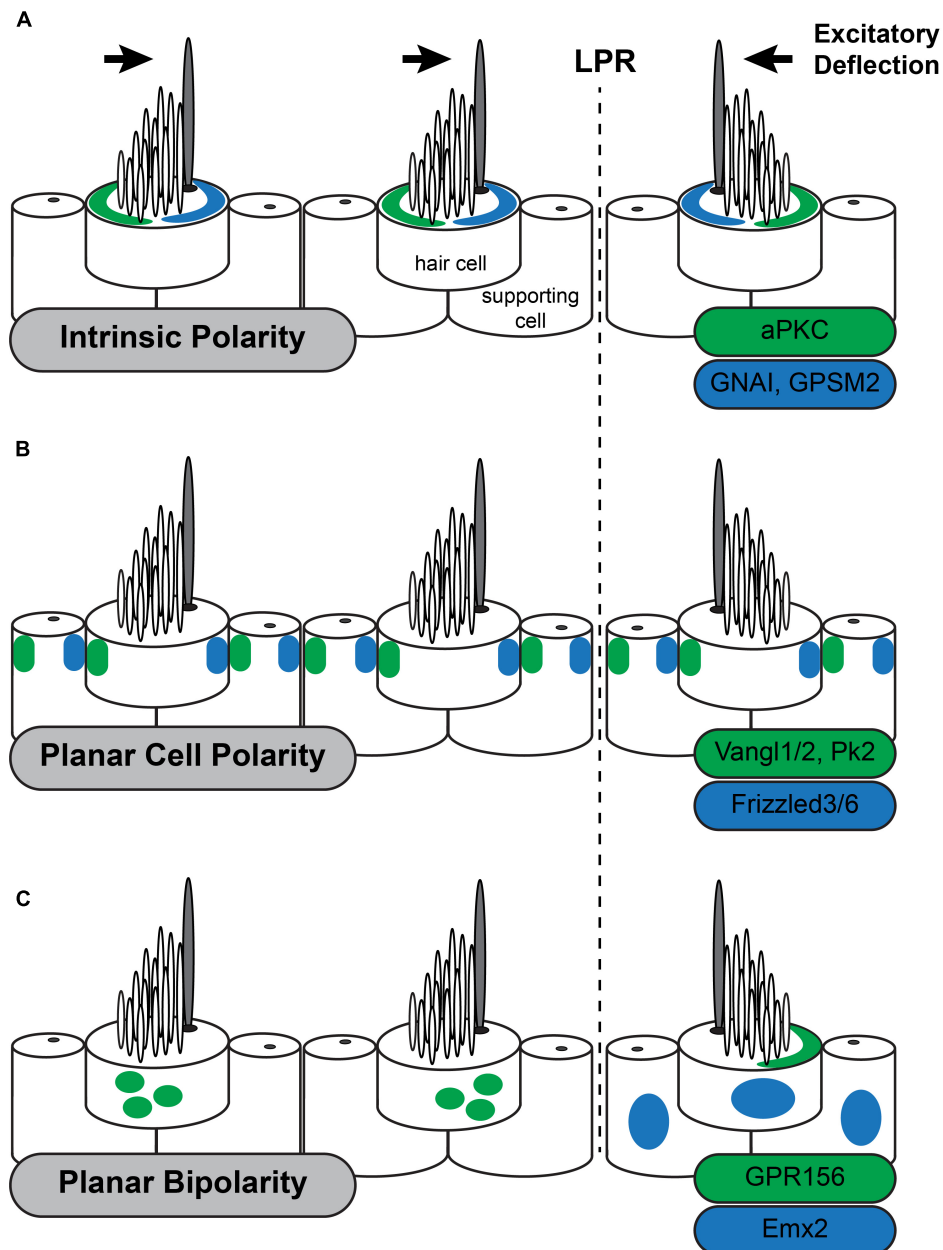 A
LPR
Excitatory
Deflection
hair cell
supporting
cell
Intrinsic Polarity
aPKC
GNAI, GPSM2
B
Planar Cell Polarity
Vangl1/2, Pk2
Frizzled3/6
C
Planar Bipolarity
GPR156
Emx2